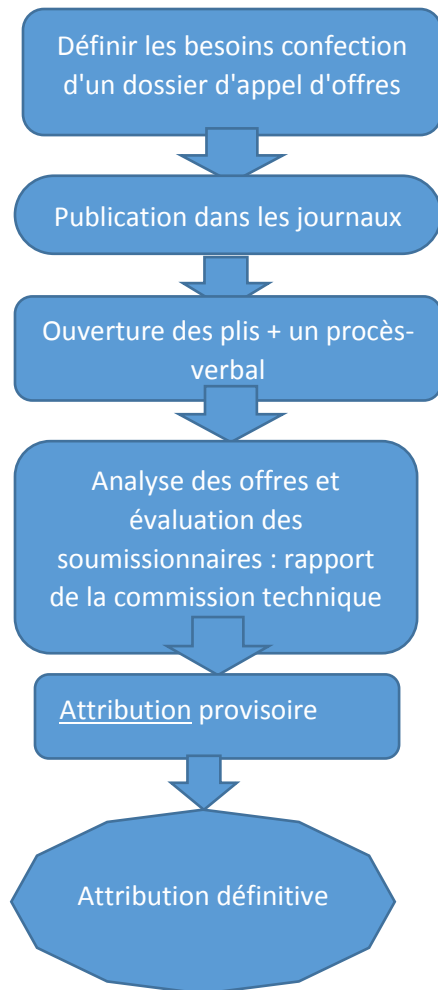 Définir les besoins confection
d'un dossier d'appel d'offres
Publication dans les journaux
Ouverture des plis + un procès-
verbal
Analyse des offres et
évaluation des
soumissionnaires : rapport
de la commission technique
Attribution provisoire
Attribution définitive